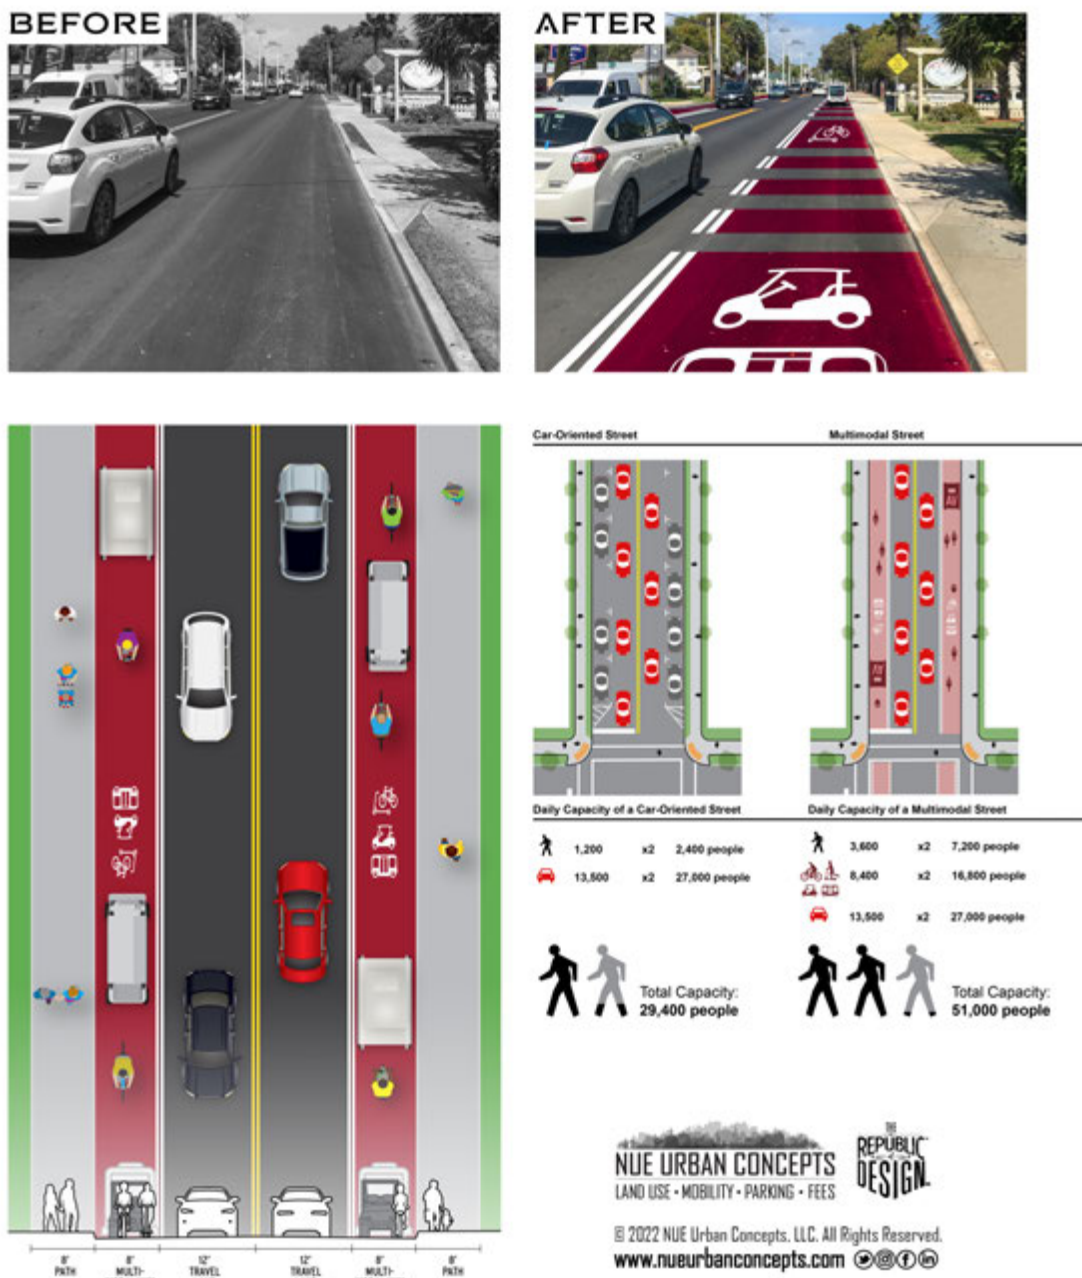 BEFORE
AFTER
Car-Oriented Street
Multimodal Street
Daily Capacity of a Car-Oriented Street
1,200 x2 2,400 people
13,500 x2 27,000 people
Total Capacity:
29,400 people
Daily Capacity of a Multimodal Street
3,600 x2 7,200 people
8,400 x2 16,800 people
13,500 x2 27,000 people
Total Capacity:
51,000 people
8' PATH
8' MULTI-
12' TRAVEL
12' TRAVEL
8' MULTI-
8' PATH
NUE URBAN CONCEPTS
LAND USE • MOBILITY • PARKING • FEES
THE
REPUBLIC
of
DESIGN
© 2022 NUE Urban Concepts, LLC. All Rights Reserved.
www.nueurbanconcepts.com